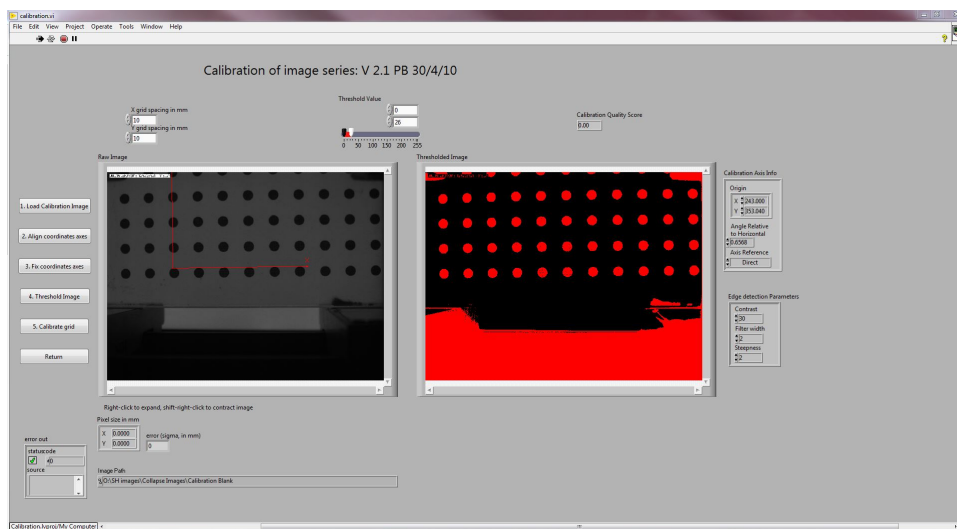 calibration.vi
File Edit View Project Operate Tools Window Help
Calibration of image series: V 2.1 PB 30/4/10
X grid spacing in mm
10
Y grid spacing in mm
10
Threshold Value
0
26
0 50 100 150 200 255
Calibration Quality Score
0.00
Raw Image
Thresholded Image
1. Load Calibration Image
2. Align coordinates axes
3. Fix coordinates axes
4. Threshold Image
5. Calibrate grid
Return
Calibration Axis Info
Origin
X 243.000
Y 353.040
Angle Relative
to Horizontal
0.6568
Axis Reference
Direct
Edge detection Parameters
Contrast
30
Filter width
2
Steepness
2
Right-click to expand, shift-right-click to contract image
Pixel size in mm
X 0.0000
Y 0.0000
error (sigma, in mm)
0
error out
status code
0
source
Image Path
O:\SH images\Collapse Images\Calibration Blank
Calibration.lvproj/My Computer